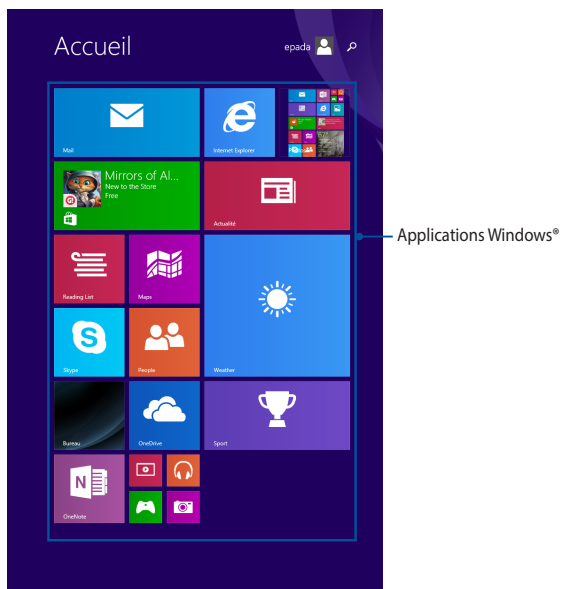 Accueil
epada
Mail
Internet Explorer
Mirrors of Al...
New to the Store
Free
Actualité
Applications Windows®
Reading List
Maps
Skype
People
Weather
Bureau
OneDrive
Sport
OneNote